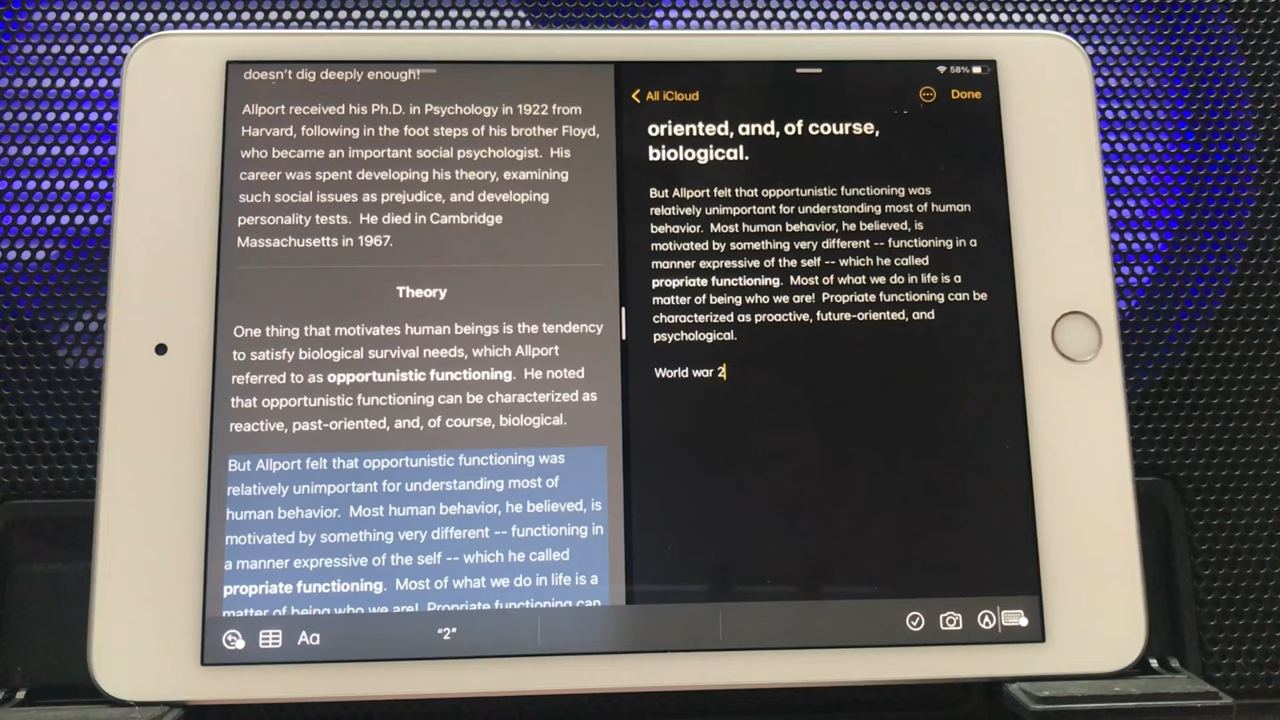 doesn't dig deeply enough!
Allport received his Ph.D. in Psychology in 1922 from
Harvard, following in the foot steps of his brother Floyd,
who became an important social psychologist.  His
career was spent developing his theory, examining
such social issues as prejudice, and developing
personality tests.  He died in Cambridge
Massachusetts in 1967.
Theory
One thing that motivates human beings is the tendency
to satisfy biological survival needs, which Allport
referred to as opportunistic functioning.  He noted
that opportunistic functioning can be characterized as
reactive, past-oriented, and, of course, biological.
But Allport felt that opportunistic functioning was
relatively unimportant for understanding most of
human behavior.  Most human behavior, he believed, is
motivated by something very different -- functioning in
a manner expressive of the self -- which he called
propriate functioning.  Most of what we do in life is a
matter of being who we are!  Propriate functioning can
58%
All iCloud
Done
oriented, and, of course,
biological.
But Allport felt that opportunistic functioning was
relatively unimportant for understanding most of human
behavior.  Most human behavior, he believed, is
motivated by something very different -- functioning in a
manner expressive of the self -- which he called
propriate functioning.  Most of what we do in life is a
matter of being who we are!  Propriate functioning can be
characterized as proactive, future-oriented, and
psychological.
World war 2
Aa
"2"